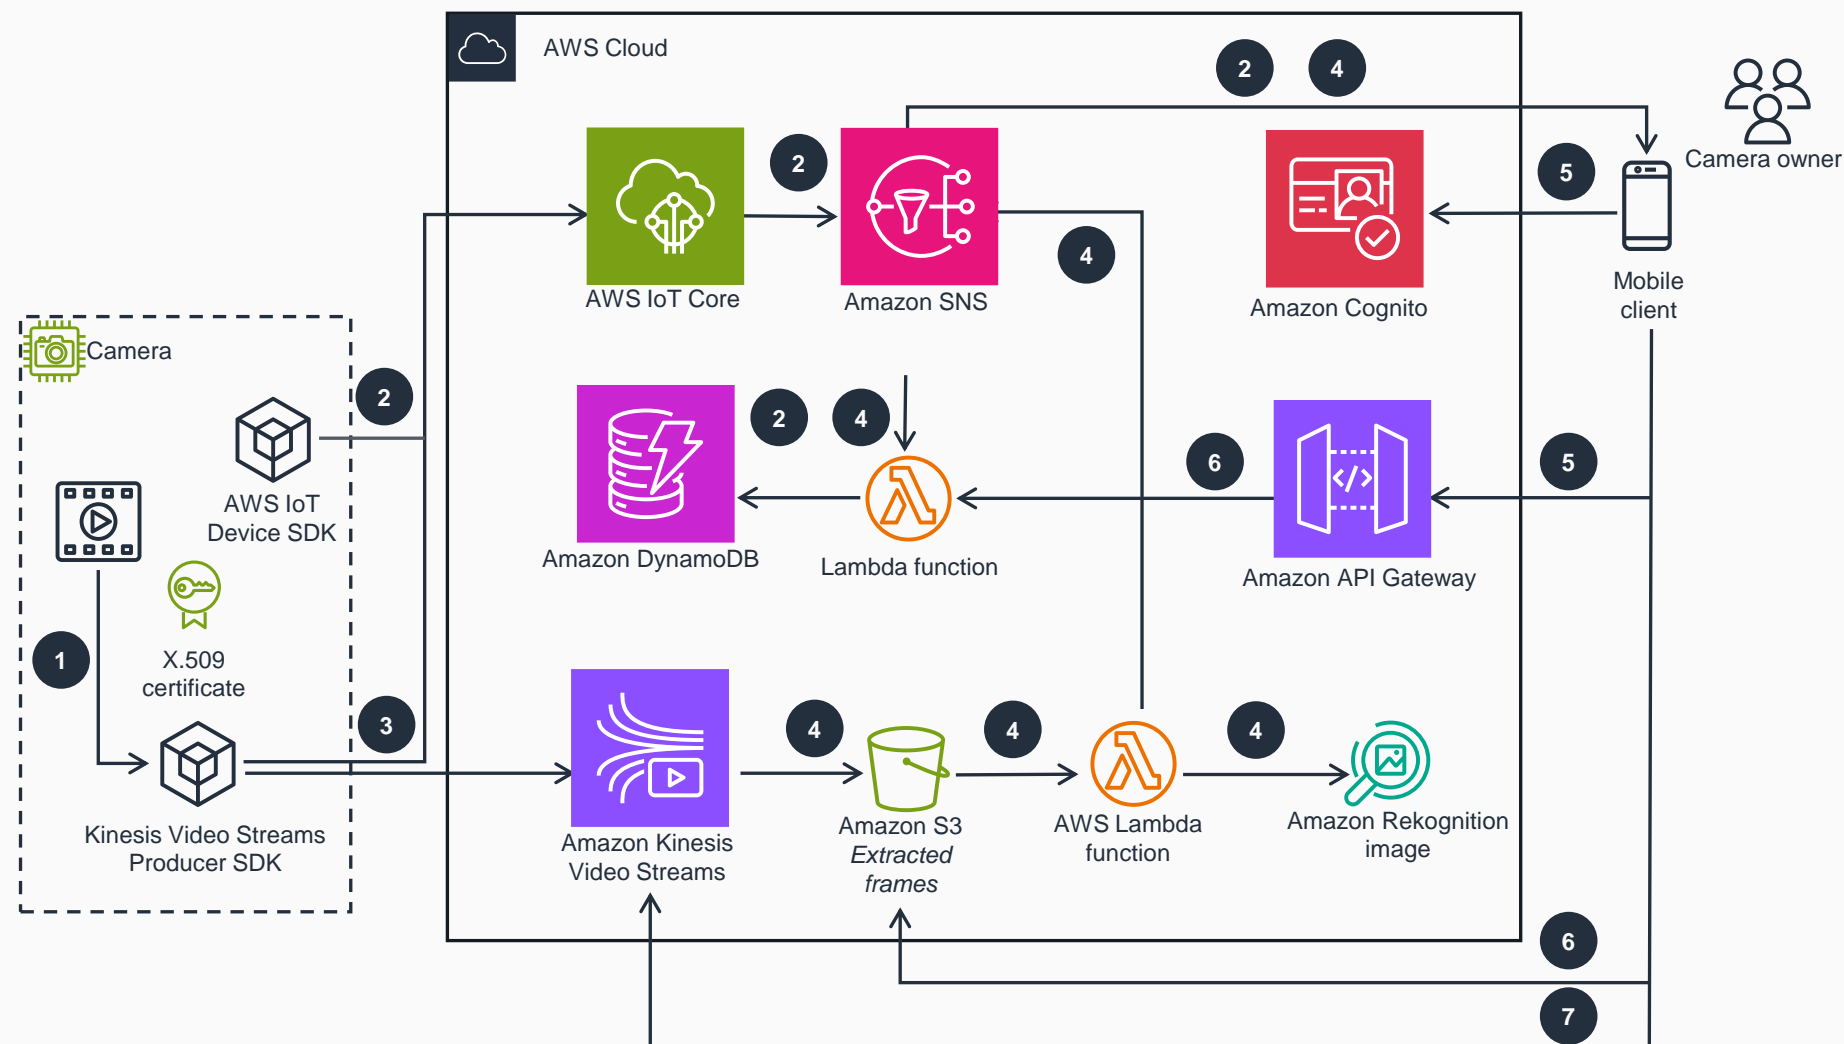 AWS Cloud
2
4
Camera owner
2
5
4
AWS IoT Core
Amazon SNS
Amazon Cognito
Mobile
client
Camera
2
2
4
6
5
AWS IoT
Device SDK
Amazon DynamoDB
Lambda function
Amazon API Gateway
1
X.509
certificate
3
4
4
4
Kinesis Video Streams
Producer SDK
Amazon Kinesis
Video Streams
Amazon S3
Extracted
frames
AWS Lambda
function
Amazon Rekognition
image
6
7